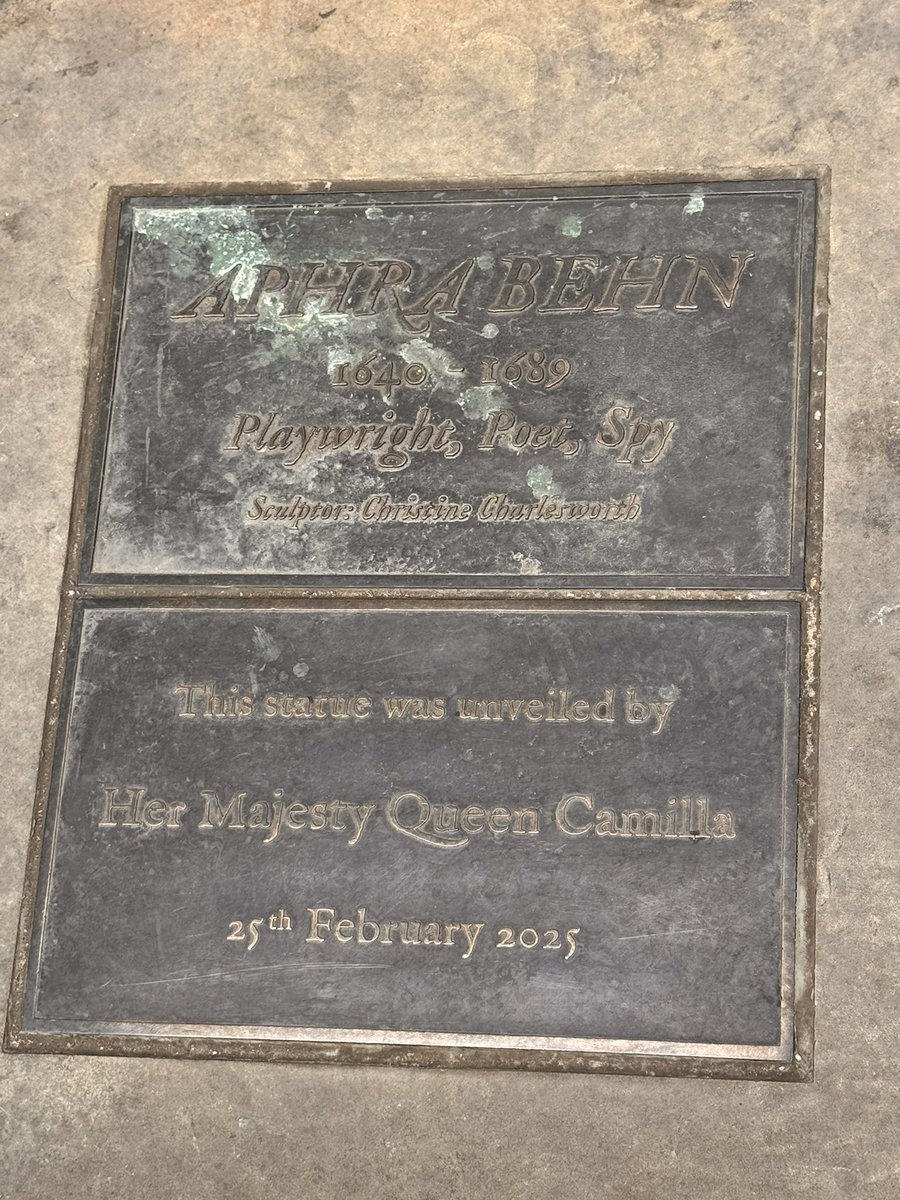 APHRA BEHN
1640 - 1689
Playwright, Poet, Spy
Sculptor: Christine Charlesworth
This statue was unveiled by
Her Majesty Queen Camilla
25th February 2025